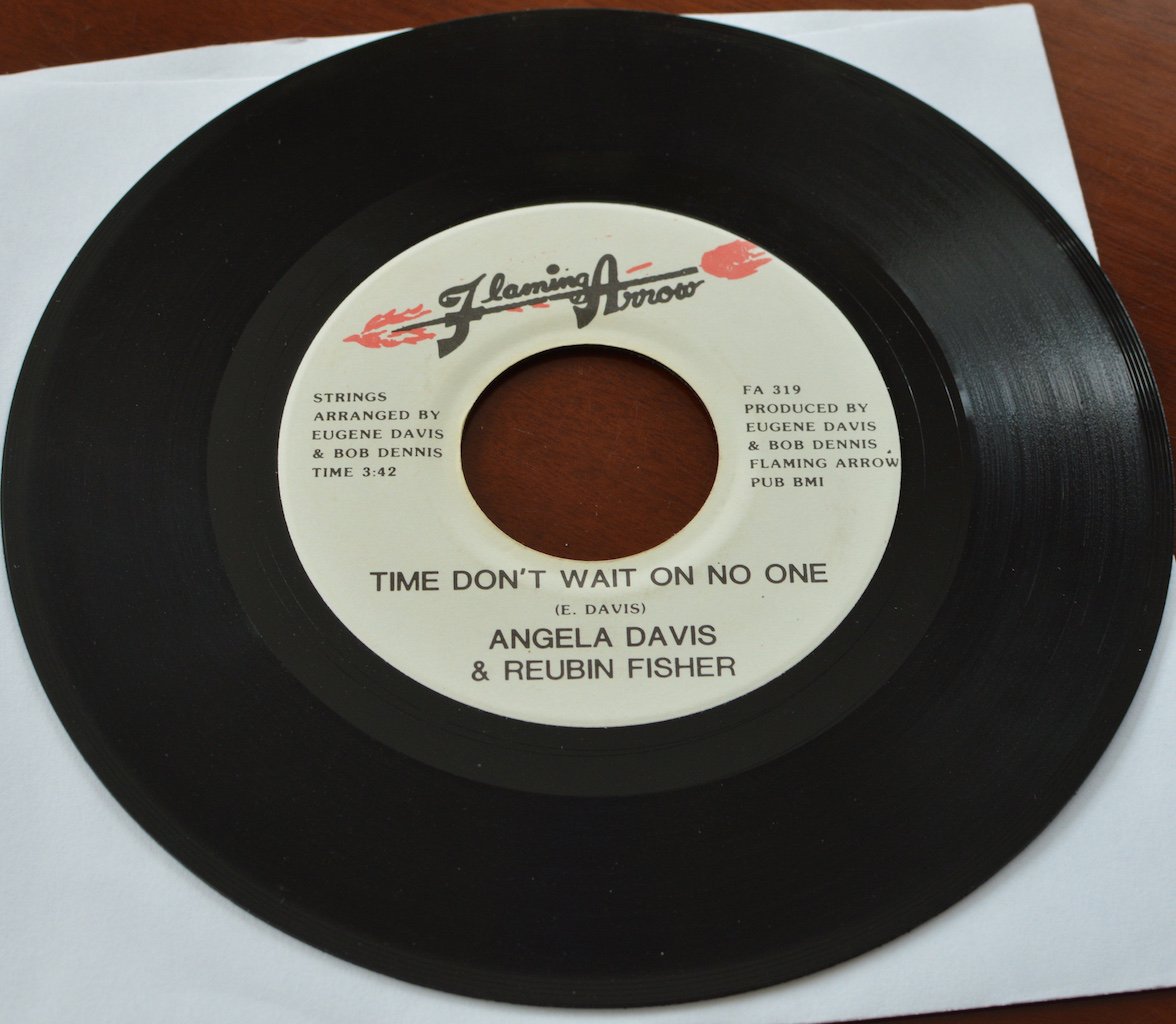 Flaming Arrow
STRINGS
ARRANGED BY
EUGENE DAVIS
& BOB DENNIS
TIME 3:42
FA 319
PRODUCED BY
EUGENE DAVIS
& BOB DENNIS
FLAMING ARROW
PUB BMI
TIME DON'T WAIT ON NO ONE
(E. DAVIS)
ANGELA DAVIS
& REUBIN FISHER